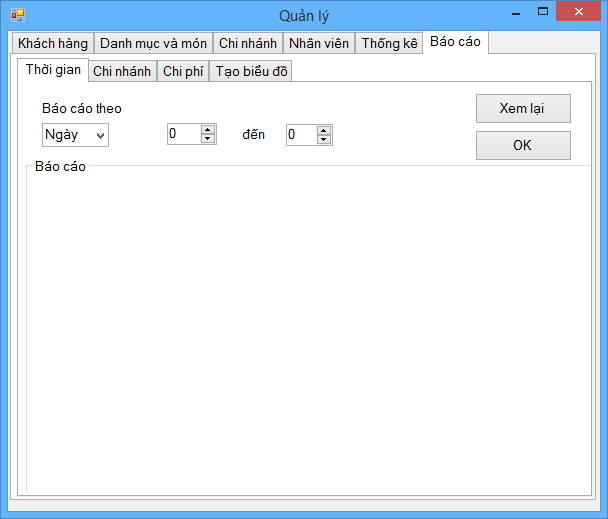 Quản lý
Khách hàng Danh mục và món Chi nhánh Nhân viên Thống kê Báo cáo
Thời gian Chi nhánh Chi phí Tạo biểu đồ
Báo cáo theo
Xem lại
Ngày 0 đến 0
OK
Báo cáo